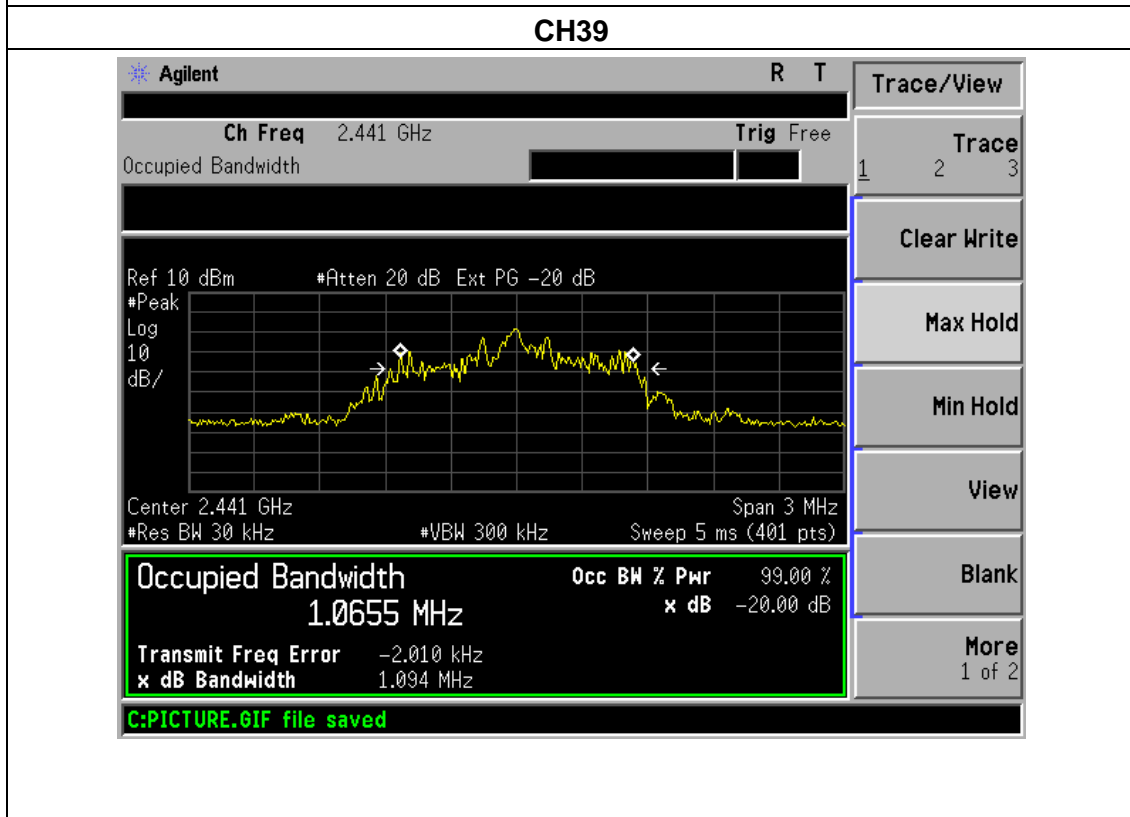 CH39
Agilent R T
Trace/View
Ch Freq 2.441 GHz Trig Free
Occupied Bandwidth
Trace
1 2 3
Clear Write
Ref 10 dBm #Atten 20 dB Ext PG -20 dB
#Peak
Log
10
dB/
Max Hold
Min Hold
View
Center 2.441 GHz Span 3 MHz
#Res BW 30 kHz #VBW 300 kHz Sweep 5 ms (401 pts)
Occupied Bandwidth Occ BW % Pwr 99.00 %
1.0655 MHz x dB -20.00 dB
Blank
Transmit Freq Error -2.010 kHz
x dB Bandwidth 1.094 MHz
More
1 of 2
C:PICTURE.GIF file saved